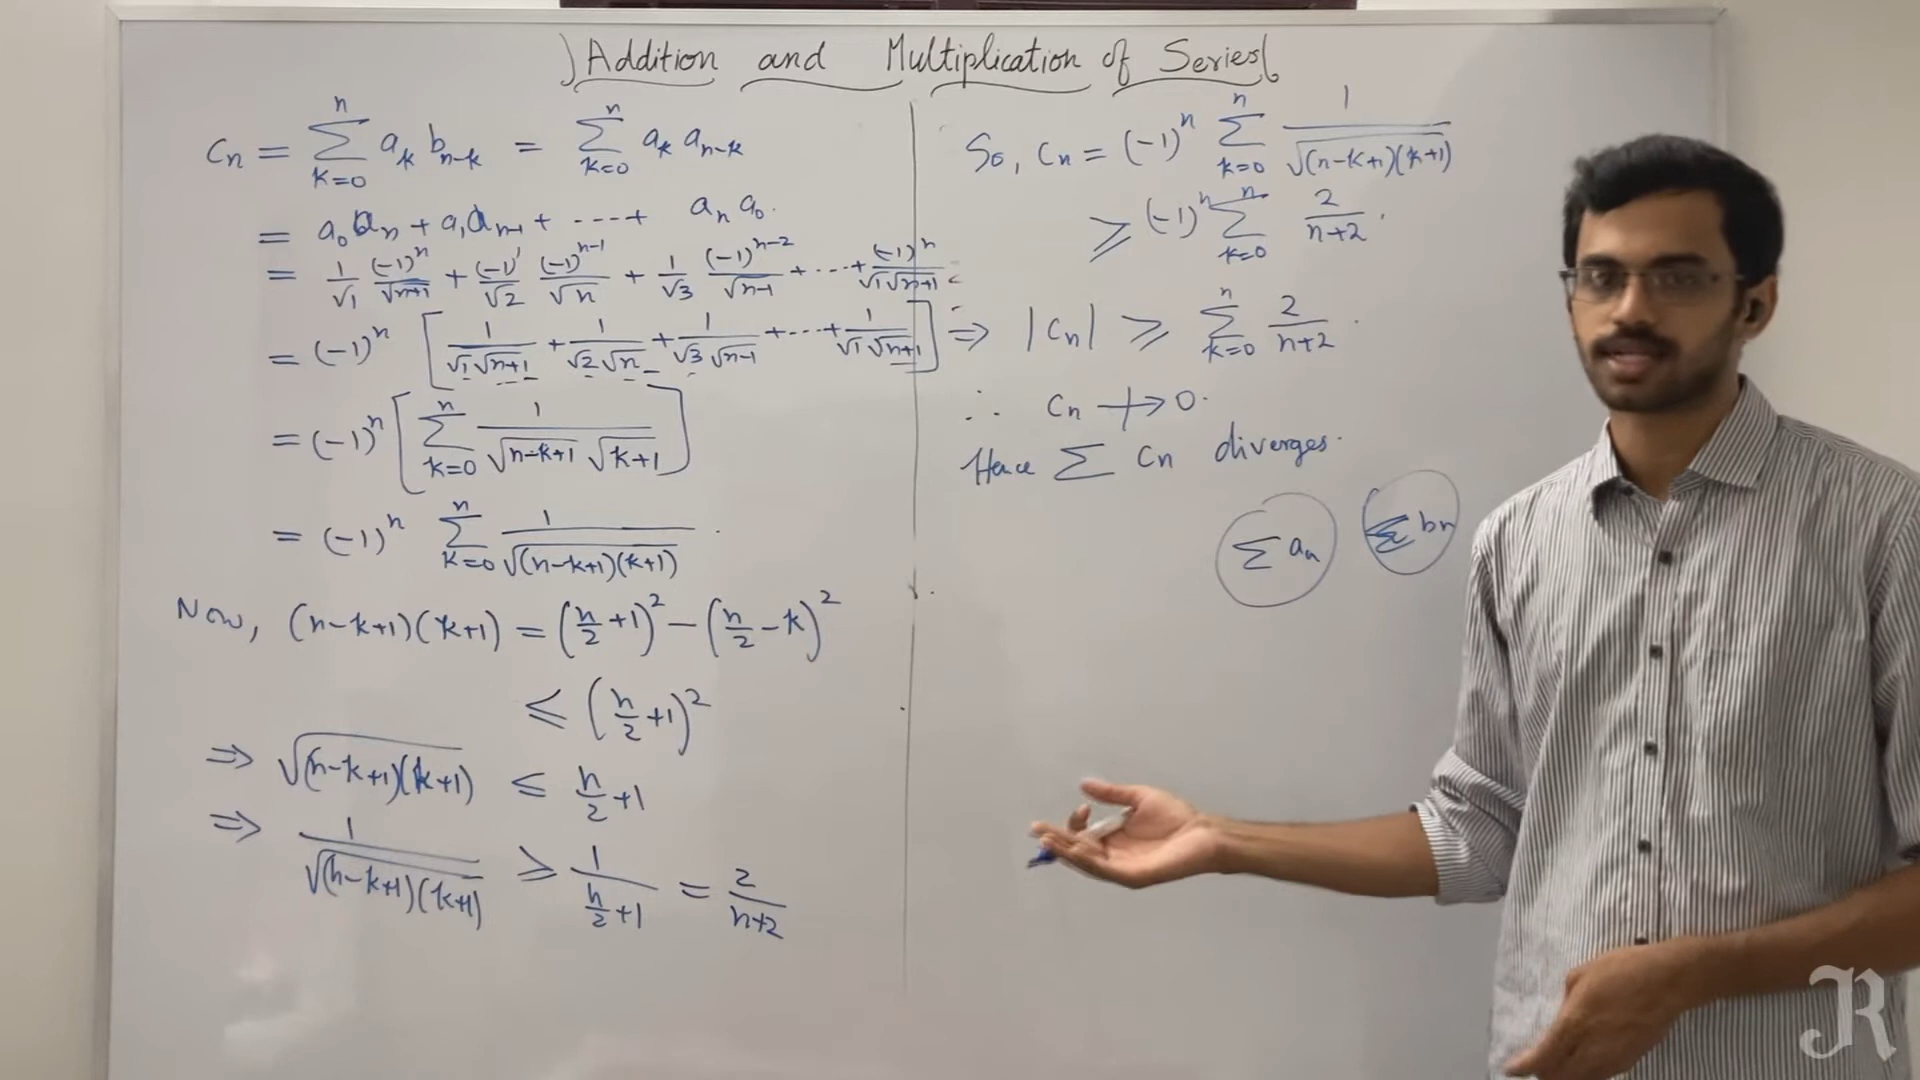 Addition and Multiplication of Series
Cn = Σ_{k=0}^{n} a_k b_{n-k} = Σ_{k=0}^{n} a_k a_{n-k}
= a_0 a_n + a_1 a_{n-1} + ----+ a_n a_0.
= 1/√1 (-1)^n/√(n+1) + (-1)^1/√2 (-1)^{n-1}/√n + 1/√3 (-1)^{n-2}/√(n-1) + ... + (-1)^n/(√1 √(n+1))
= (-1)^n [ 1/(√1 √(n+1)) + 1/(√2 √n) + 1/(√3 √(n-1)) + ... + 1/(√1 √(n+1)) ]
= (-1)^n [ Σ_{k=0}^{n} 1/(√(n-k+1) √(k+1)) ]
= (-1)^n Σ_{k=0}^{n} 1/√((n-k+1)(k+1)) .
Now, (n-k+1)(k+1) = (n/2 + 1)^2 - (n/2 - k)^2
≤ (n/2 + 1)^2
⇒ √((n-k+1)(k+1)) ≤ n/2 + 1
⇒ 1/√((n-k+1)(k+1)) ≥ 1/(n/2 + 1) = 2/(n+2)
So, Cn = (-1)^n Σ_{k=0}^{n} 1/√((n-k+1)(k+1))
≥ (-1)^n Σ_{k=0}^{n} 2/(n+2) .
⇒ |Cn| ≥ Σ_{k=0}^{n} 2/(n+2) .
∴ Cn ↛ 0.
Hence Σ Cn diverges.
Σ a_n Σ b_n
R